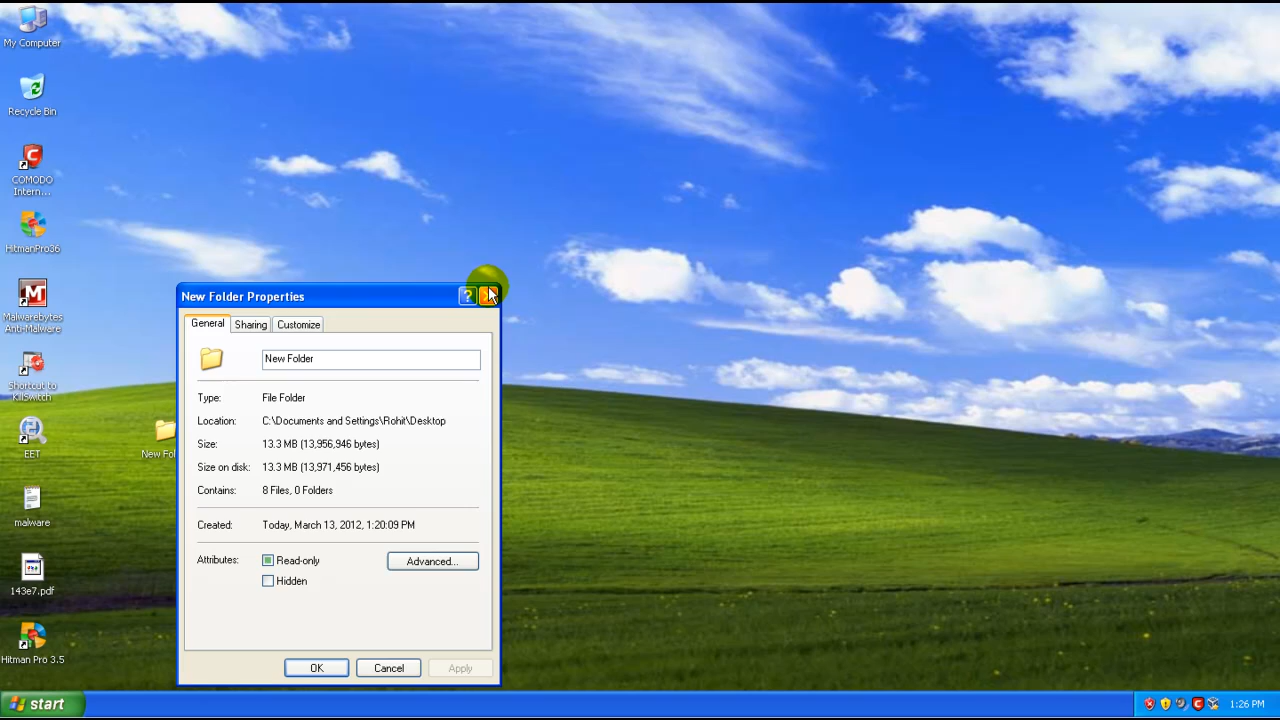 My Computer
Recycle Bin
COMODO
Intern...
HitmanPro36
Malwarebytes
Anti-Malware
Shortcut to
KillSwitch
EET
malware
143e7.pdf
Hitman Pro 3.5
New Fol
New Folder Properties
?
General Sharing Customize
New Folder
Type: File Folder
Location: C:\Documents and Settings\Rohit\Desktop
Size: 13.3 MB (13,956,946 bytes)
Size on disk: 13.3 MB (13,971,456 bytes)
Contains: 8 Files, 0 Folders
Created: Today, March 13, 2012, 1:20:09 PM
Attributes: Read-only Advanced...
Hidden
OK Cancel Apply
start 1:26 PM